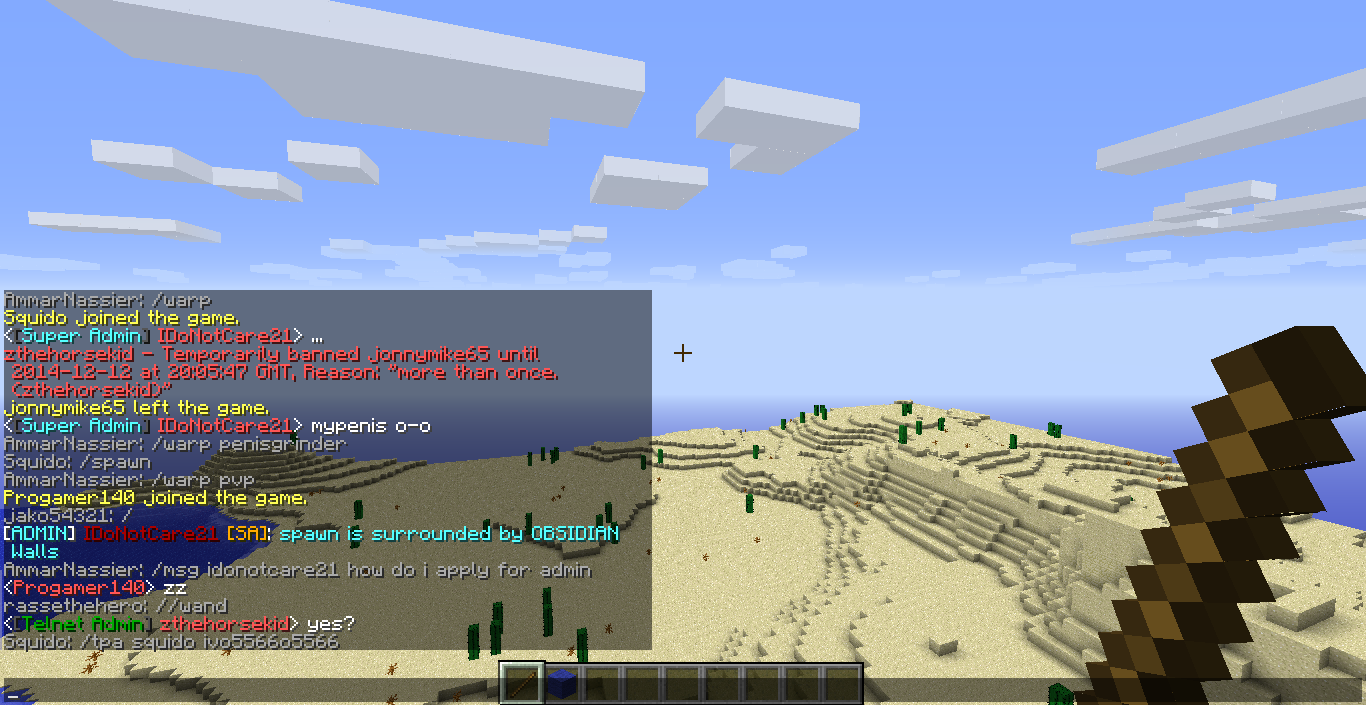 AmmarNassier: /warp
Squido joined the game.
<[Super Admin] IDoNotCare21> ...
zthehorsekid - Temporarily banned jonnymike65 until
2014-12-12 at 20:05:47 GMT, Reason: "more than once.
(zthehorsekid)"
jonnymike65 left the game.
<[Super Admin] IDoNotCare21> mypenis o-o
AmmarNassier: /warp penisgrinder
Squido: /spawn
AmmarNassier: /warp pvp
Progamer140 joined the game.
jako54321: /
[ADMIN] IDoNotCare21 [SA]: spawn is surrounded by OBSIDIAN
Walls
AmmarNassier: /msg idonotcare21 how do i apply for admin
<Progamer140> zz
rassethehero: //wand
<[Telnet Admin] zthehorsekid> yes?
Squido: /tpa squido ivo5566o5566
_